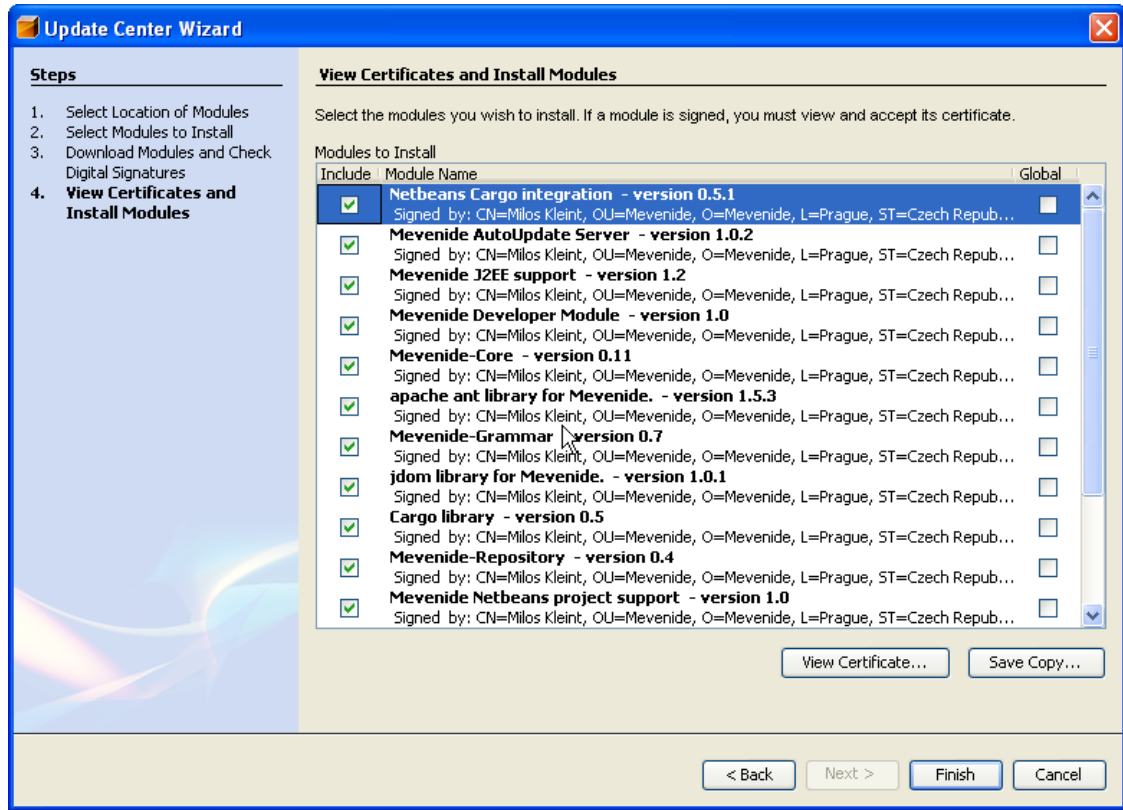 Update Center Wizard
Steps
1. Select Location of Modules
2. Select Modules to Install
3. Download Modules and Check
Digital Signatures
4. View Certificates and
Install Modules
View Certificates and Install Modules
Select the modules you wish to install. If a module is signed, you must view and accept its certificate.
Modules to Install
Include Module Name Global
Netbeans Cargo integration - version 0.5.1
Signed by: CN=Milos Kleint, OU=Mevenide, O=Mevenide, L=Prague, ST=Czech Repub...
Mevenide AutoUpdate Server - version 1.0.2
Signed by: CN=Milos Kleint, OU=Mevenide, O=Mevenide, L=Prague, ST=Czech Repub...
Mevenide J2EE support - version 1.2
Signed by: CN=Milos Kleint, OU=Mevenide, O=Mevenide, L=Prague, ST=Czech Repub...
Mevenide Developer Module - version 1.0
Signed by: CN=Milos Kleint, OU=Mevenide, O=Mevenide, L=Prague, ST=Czech Repub...
Mevenide-Core - version 0.11
Signed by: CN=Milos Kleint, OU=Mevenide, O=Mevenide, L=Prague, ST=Czech Repub...
apache ant library for Mevenide. - version 1.5.3
Signed by: CN=Milos Kleint, OU=Mevenide, O=Mevenide, L=Prague, ST=Czech Repub...
Mevenide-Grammar - version 0.7
Signed by: CN=Milos Kleint, OU=Mevenide, O=Mevenide, L=Prague, ST=Czech Repub...
jdom library for Mevenide. - version 1.0.1
Signed by: CN=Milos Kleint, OU=Mevenide, O=Mevenide, L=Prague, ST=Czech Repub...
Cargo library - version 0.5
Signed by: CN=Milos Kleint, OU=Mevenide, O=Mevenide, L=Prague, ST=Czech Repub...
Mevenide-Repository - version 0.4
Signed by: CN=Milos Kleint, OU=Mevenide, O=Mevenide, L=Prague, ST=Czech Repub...
Mevenide Netbeans project support - version 1.0
Signed by: CN=Milos Kleint, OU=Mevenide, O=Mevenide, L=Prague, ST=Czech Repub...
View Certificate... Save Copy...
< Back Next > Finish Cancel